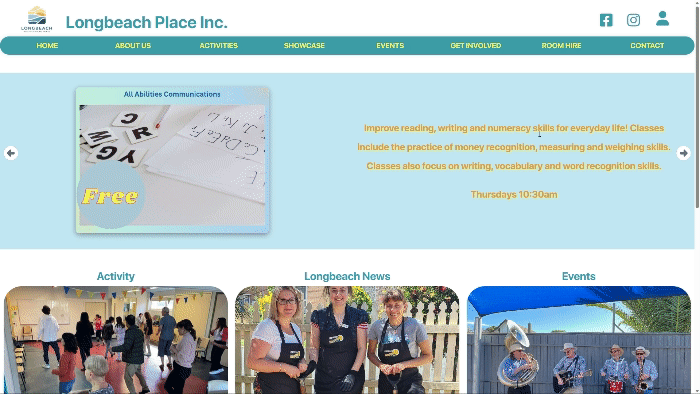 LONGBEACH
Longbeach Place Inc.
HOME ABOUT US ACTIVITIES SHOWCASE EVENTS GET INVOLVED ROOM HIRE CONTACT
All Abilities Communications
Free
Improve reading, writing and numeracy skills for everyday life! Classes
include the practice of money recognition, measuring and weighing skills.
Classes also focus on writing, vocabulary and word recognition skills.
Thursdays 10:30am
Activity Longbeach News Events